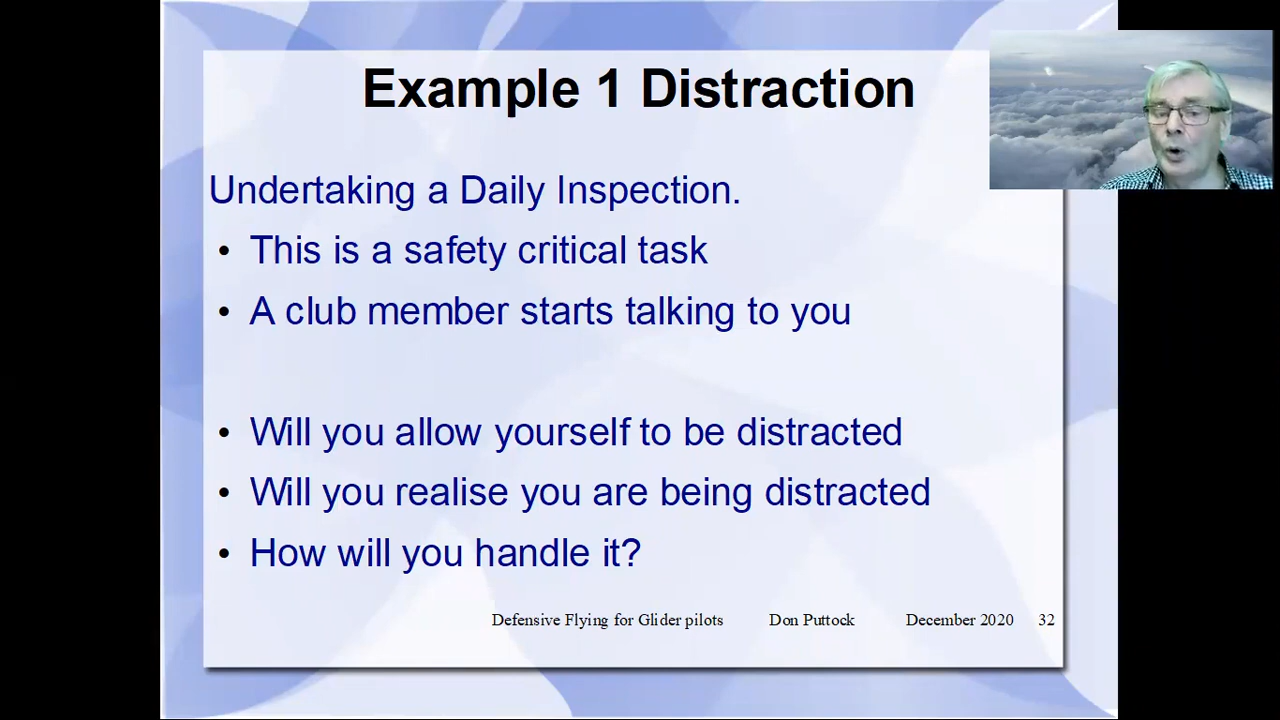 Example 1 Distraction
Undertaking a Daily Inspection.
• This is a safety critical task
• A club member starts talking to you
• Will you allow yourself to be distracted
• Will you realise you are being distracted
• How will you handle it?
Defensive Flying for Glider pilots Don Puttock December 2020 32